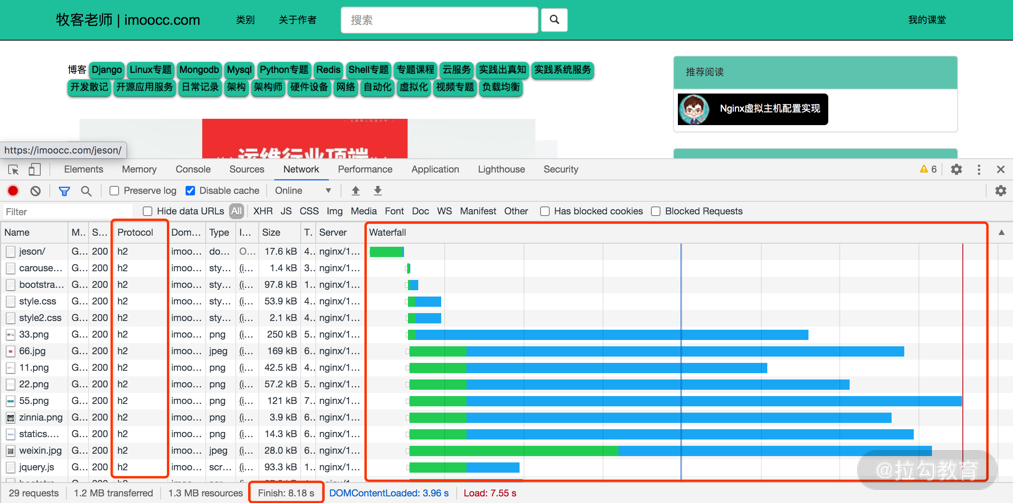 牧客老师 | imoocc.com 类别 关于作者 搜索 我的课堂
博客 Django Linux专题 Mongodb Mysql Python专题 Redis Shell专题 专题课程 云服务 实践出真知 实践系统服务
开发散记 开源应用服务 日常记录 架构 架构师 硬件设备 网络 自动化 虚拟化 视频专题 负载均衡
推荐阅读
Nginx虚拟主机配置实现
运维行业顶端
https://imoocc.com/jeson/
Elements Memory Console Sources Network Performance Application Lighthouse Security 6
Preserve log Disable cache Online
Filter Hide data URLs All XHR JS CSS Img Media Font Doc WS Manifest Other Has blocked cookies Blocked Requests
Name M... S... Protocol Dom... Type I... Size T.. Server Waterfall
jeson/ G... 200 h2 imoo... do... O... 17.6 kB 4.. nginx/1...
carouse... G... 200 h2 imoo... sty... (i... 1.4 kB 3.. nginx/1...
bootstra... G... 200 h2 imoo... sty... (i... 97.8 kB 1.. nginx/1...
style.css G... 200 h2 imoo... sty... (i... 53.9 kB 4.. nginx/1...
style2.css G... 200 h2 imoo... sty... (i... 2.1 kB 4.. nginx/1...
33.png G... 200 h2 imoo... png (i... 250 kB 5.. nginx/1...
66.jpg G... 200 h2 imoo... jpeg (i... 169 kB 6.. nginx/1...
11.png G... 200 h2 imoo... png (i... 42.5 kB 4.. nginx/1...
22.png G... 200 h2 imoo... png (i... 57.2 kB 5.. nginx/1...
55.png G... 200 h2 imoo... png (i... 121 kB 7.. nginx/1...
zinnia.png G... 200 h2 imoo... png (i... 3.9 kB 6.. nginx/1...
statics.... G... 200 h2 imoo... png (i... 14.3 kB 6.. nginx/1...
weixin.jpg G... 200 h2 imoo... jpeg (i... 28.0 kB 6.. nginx/1...
jquery.js G... 200 h2 imoo... scr... (i... 93.3 kB 1.. nginx/1...
@拉勾教育
29 requests 1.2 MB transferred 1.3 MB resources Finish: 8.18 s DOMContentLoaded: 3.96 s Load: 7.55 s